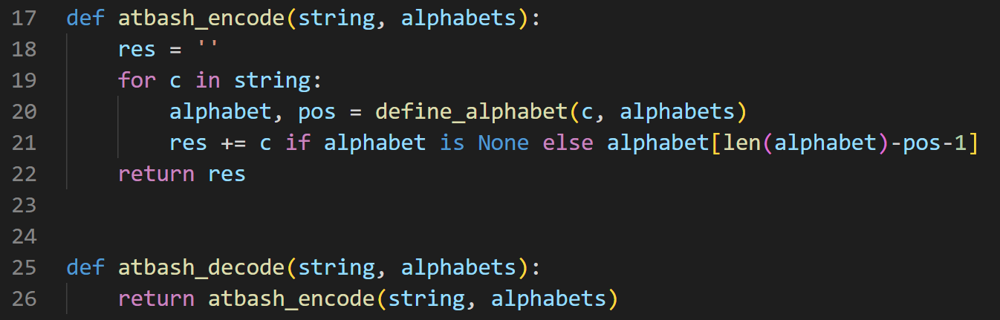 17 def atbash_encode(string, alphabets):
18     res = ''
19     for c in string:
20         alphabet, pos = define_alphabet(c, alphabets)
21         res += c if alphabet is None else alphabet[len(alphabet)-pos-1]
22     return res
23
24
25 def atbash_decode(string, alphabets):
26     return atbash_encode(string, alphabets)